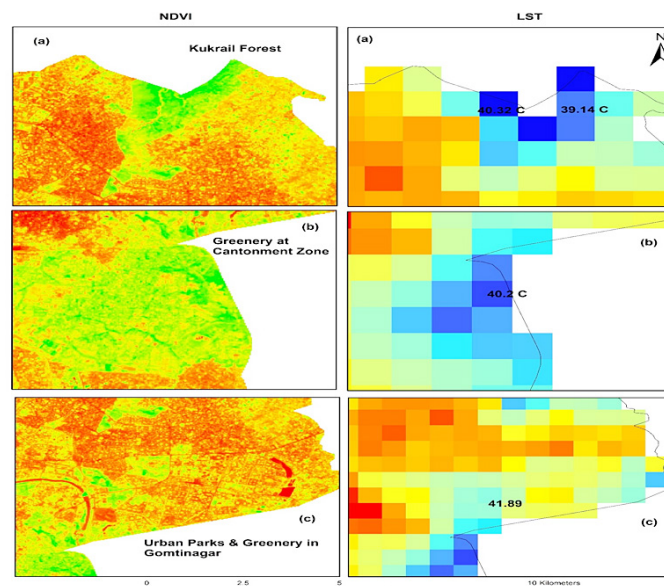 NDVI
LST
(a)
Kukrail Forest
(a)
N
40.32 C
39.14 C
(b)
Greenery at
Cantonment Zone
(b)
40.2 C
41.89
(c)
Urban Parks & Greenery in
Gomtinagar
(c)
0 2.5 5
10 Kilometers